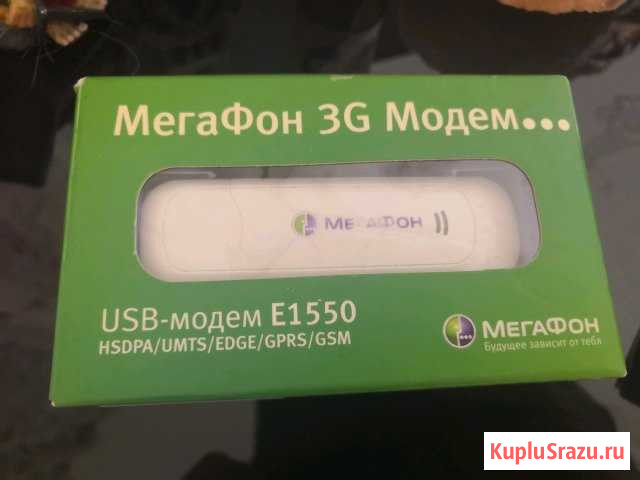 МегаФон 3G Модем...
МЕГАФОН
USB-модем E1550
HSDPA/UMTS/EDGE/GPRS/GSM
МЕГАФОН
Будущее зависит от тебя
KupluSrazu.ru